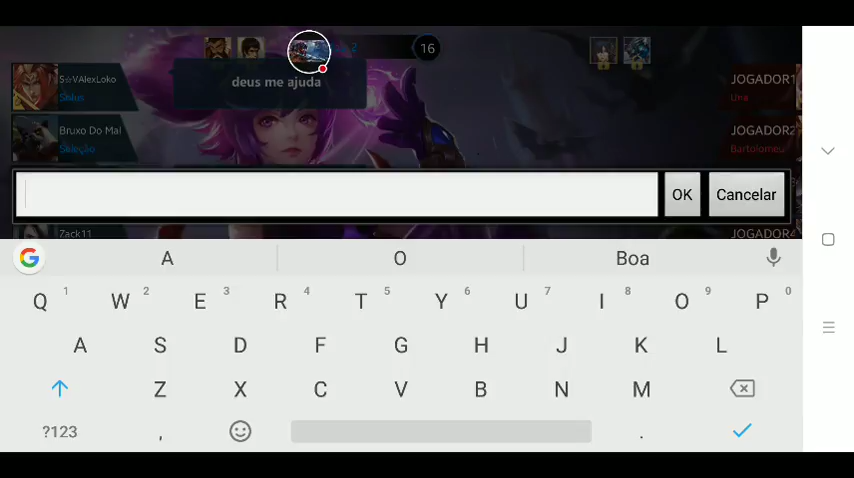 2
16
S☆VAlexLoko
deus me ajuda
JOGADOR1
Una
Bruxo Do Mal
Seleção
JOGADOR2
Bartolomeu
OK
Cancelar
Zack11
JOGADOR4
G
A
O
Boa
Q 1 W 2 E 3 R 4 T 5 Y 6 U 7 I 8 O 9 P 0
A S D F G H J K L
Z X C V B N M
?123 , .